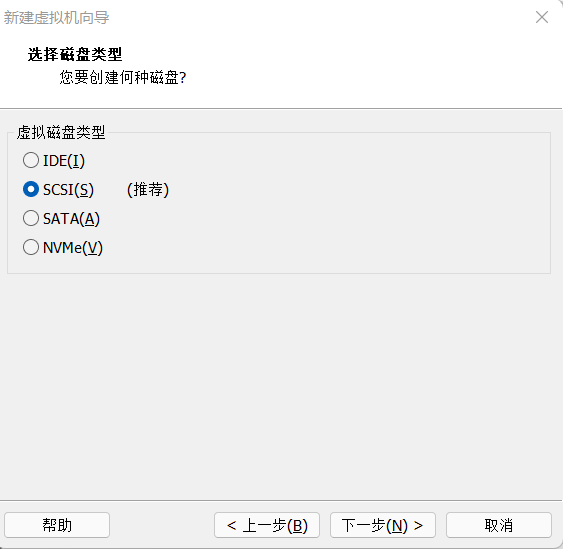 新建虚拟机向导
选择磁盘类型
您要创建何种磁盘?
虚拟磁盘类型
IDE(I)
SCSI(S) (推荐)
SATA(A)
NVMe(V)
帮助 < 上一步(B) 下一步(N) > 取消